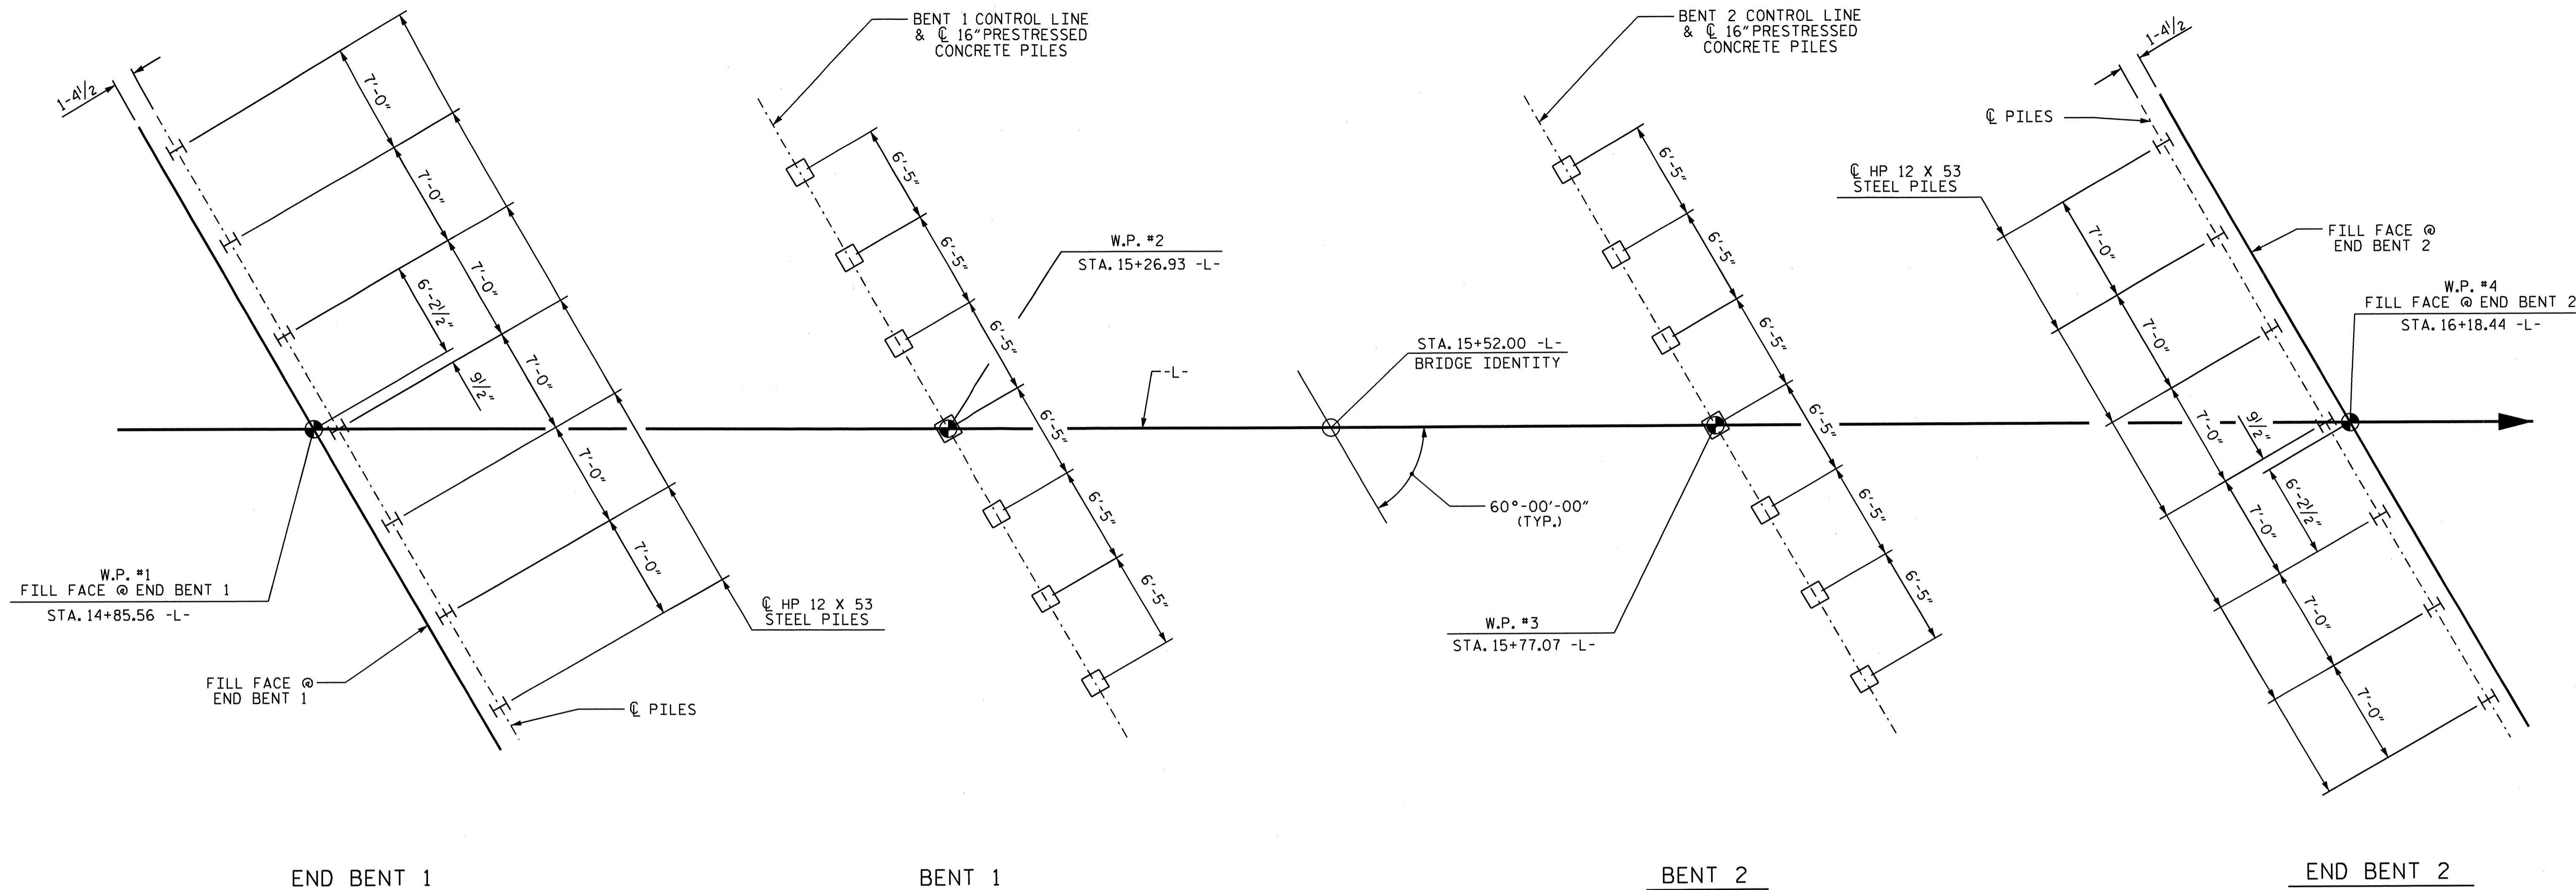 BENT 1 CONTROL LINE
& ℄ 16" PRESTRESSED
CONCRETE PILES
BENT 2 CONTROL LINE
& ℄ 16" PRESTRESSED
CONCRETE PILES
1-4½
7'-0"
7'-0"
7'-0"
7'-0"
7'-0"
7'-0"
6'-2½"
9½"
W.P. #1
FILL FACE @ END BENT 1
STA. 14+85.56 -L-
FILL FACE @
END BENT 1
℄ PILES
℄ HP 12 X 53
STEEL PILES
6'-5"
6'-5"
6'-5"
6'-5"
6'-5"
6'-5"
W.P. #2
STA. 15+26.93 -L-
-L-
STA. 15+52.00 -L-
BRIDGE IDENTITY
60°-00'-00"
(TYP.)
6'-5"
6'-5"
6'-5"
6'-5"
6'-5"
6'-5"
W.P. #3
STA. 15+77.07 -L-
1-4½
℄ PILES
℄ HP 12 X 53
STEEL PILES
FILL FACE @
END BENT 2
W.P. #4
FILL FACE @ END BENT 2
STA. 16+18.44 -L-
7'-0"
7'-0"
7'-0"
9½"
6'-2½"
7'-0"
7'-0"
7'-0"
END BENT 1
BENT 1
BENT 2
END BENT 2